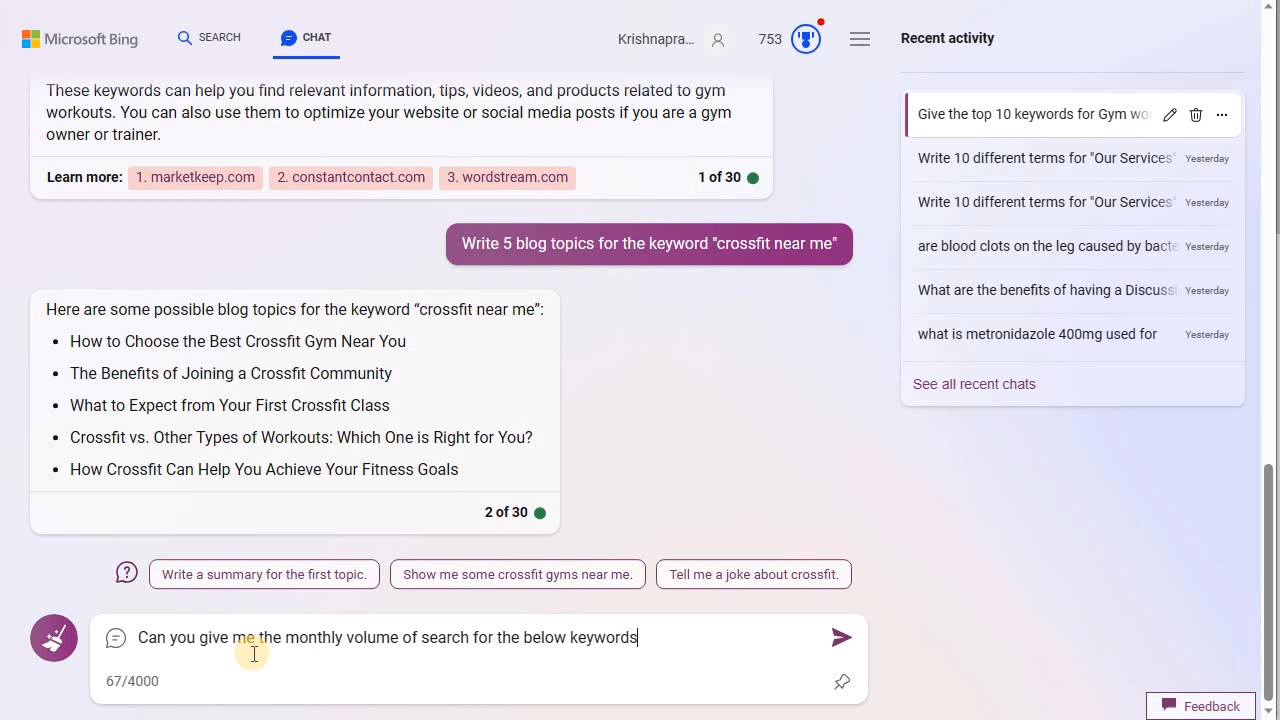 Microsoft Bing
SEARCH
CHAT
Krishnapra...
753
Recent activity
These keywords can help you find relevant information, tips, videos, and products related to gym
workouts. You can also use them to optimize your website or social media posts if you are a gym
owner or trainer.
Learn more: 1. marketkeep.com 2. constantcontact.com 3. wordstream.com 1 of 30
Write 5 blog topics for the keyword "crossfit near me"
Here are some possible blog topics for the keyword “crossfit near me”:
• How to Choose the Best Crossfit Gym Near You
• The Benefits of Joining a Crossfit Community
• What to Expect from Your First Crossfit Class
• Crossfit vs. Other Types of Workouts: Which One is Right for You?
• How Crossfit Can Help You Achieve Your Fitness Goals
2 of 30
Write a summary for the first topic.
Show me some crossfit gyms near me.
Tell me a joke about crossfit.
Can you give me the monthly volume of search for the below keywords
67/4000
Give the top 10 keywords for Gym wo
Write 10 different terms for "Our Services" Yesterday
Write 10 different terms for "Our Services" Yesterday
are blood clots on the leg caused by bacte Yesterday
What are the benefits of having a Discussi Yesterday
what is metronidazole 400mg used for Yesterday
See all recent chats
Feedback